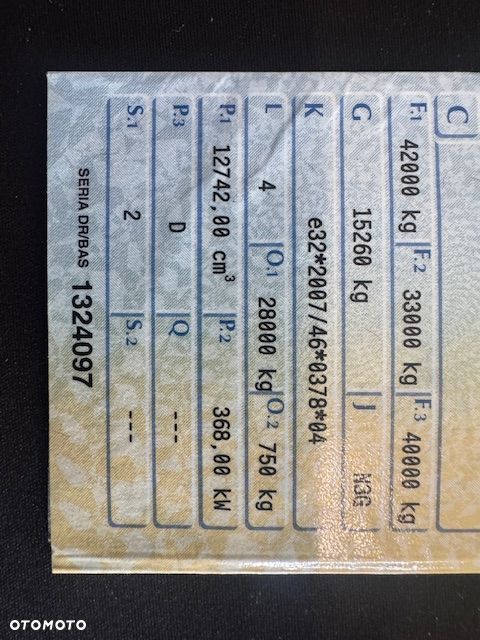 C
F.1 42000 kg F.2 33000 kg F.3 40000 kg
G 15260 kg J N3G
K e32*2007/46*0378*04
L 4 O.1 28000 kg O.2 750 kg
P.1 12742,00 cm³ P.2 368,00 kW
P.3 D Q ---
S.1 2 S.2 ---
SERIA DR/BAS 1324097
OTOMOTO